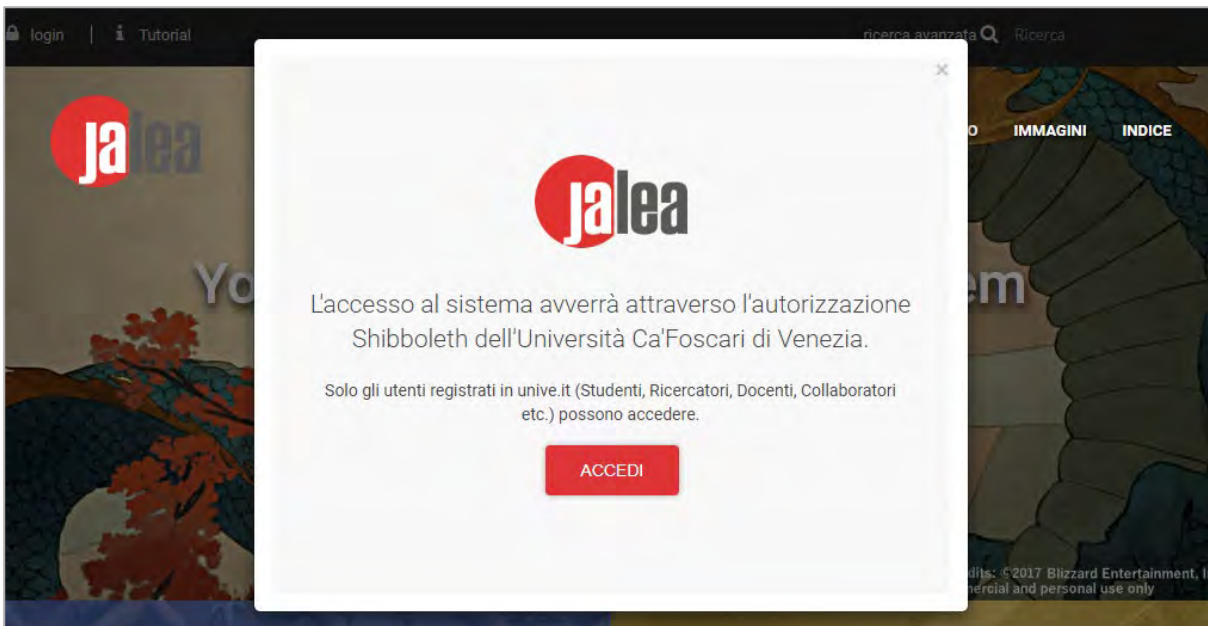 login | Tutorial
ricerca avanzata Ricerca
×
jalea
IMMAGINI INDICE
jalea
L'accesso al sistema avverrà attraverso l'autorizzazione
Shibboleth dell'Università Ca'Foscari di Venezia.
Solo gli utenti registrati in unive.it (Studenti, Ricercatori, Docenti, Collaboratori
etc.) possono accedere.
ACCEDI
©2017 Blizzard Entertainment,
and personal use only